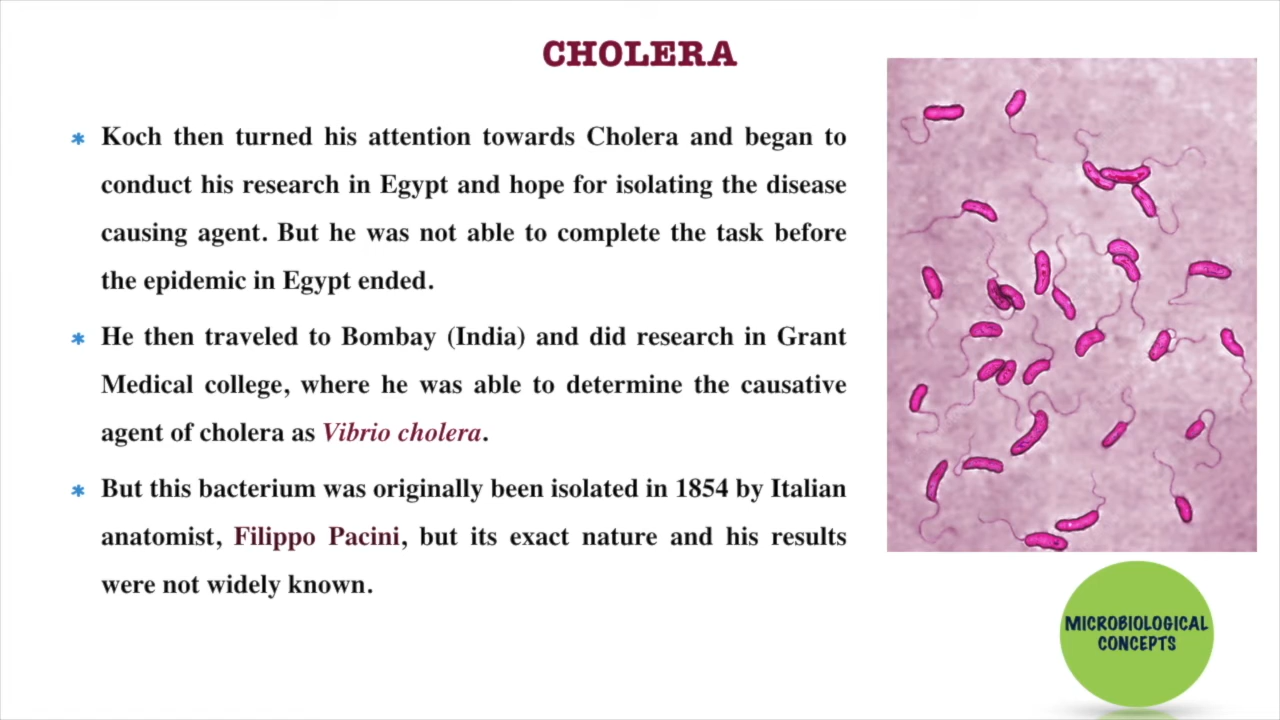 CHOLERA
* Koch then turned his attention towards Cholera and began to
conduct his research in Egypt and hope for isolating the disease
causing agent. But he was not able to complete the task before
the epidemic in Egypt ended.
* He then traveled to Bombay (India) and did research in Grant
Medical college, where he was able to determine the causative
agent of cholera as Vibrio cholera.
* But this bacterium was originally been isolated in 1854 by Italian
anatomist, Filippo Pacini, but its exact nature and his results
were not widely known.
MICROBIOLOGICAL
CONCEPTS